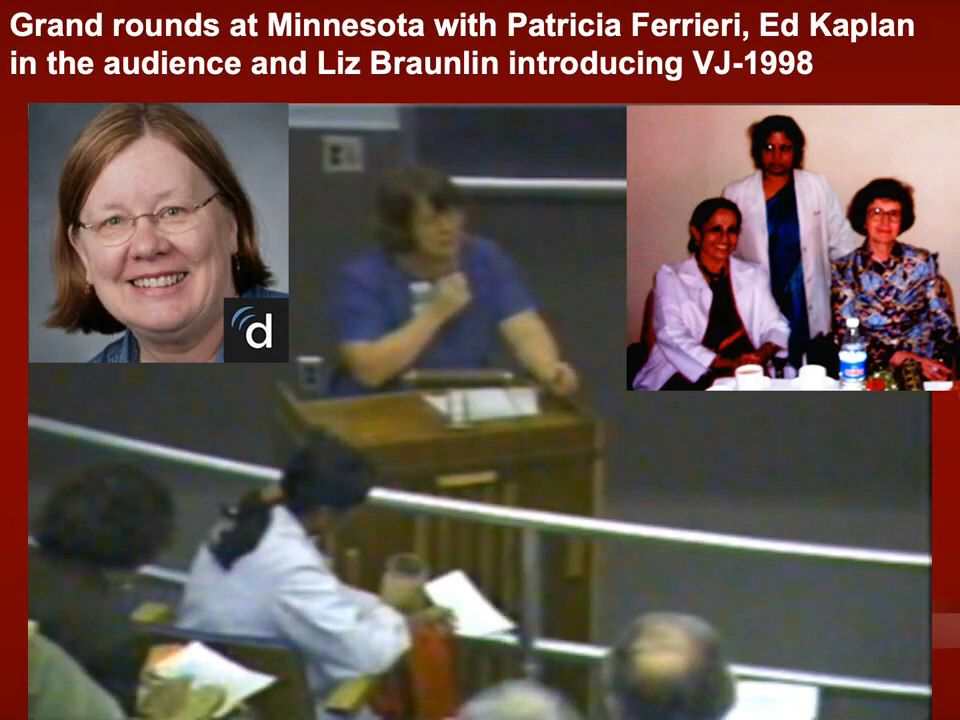 Grand rounds at Minnesota with Patricia Ferrieri, Ed Kaplan
in the audience and Liz Braunlin introducing VJ-1998
d